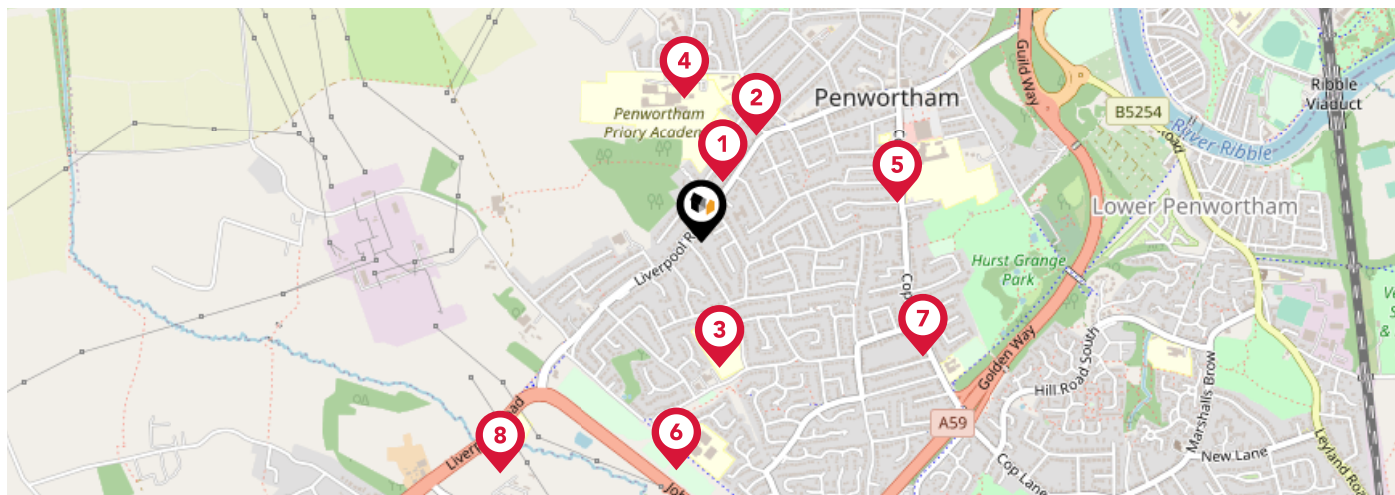 4
2
1
5
3
7
6
8
Penwortham
Priory Academ
Penwortham
Guild Way
B5254
Road
River Ribble
Ribble
Viaduct
Lower Penwortham
Hurst Grange
Park
Liverpool R
Cop
Golden Way
Hill Road South
Marshalls Brow
A59
New Lane
Cop Lane
Leyland Road